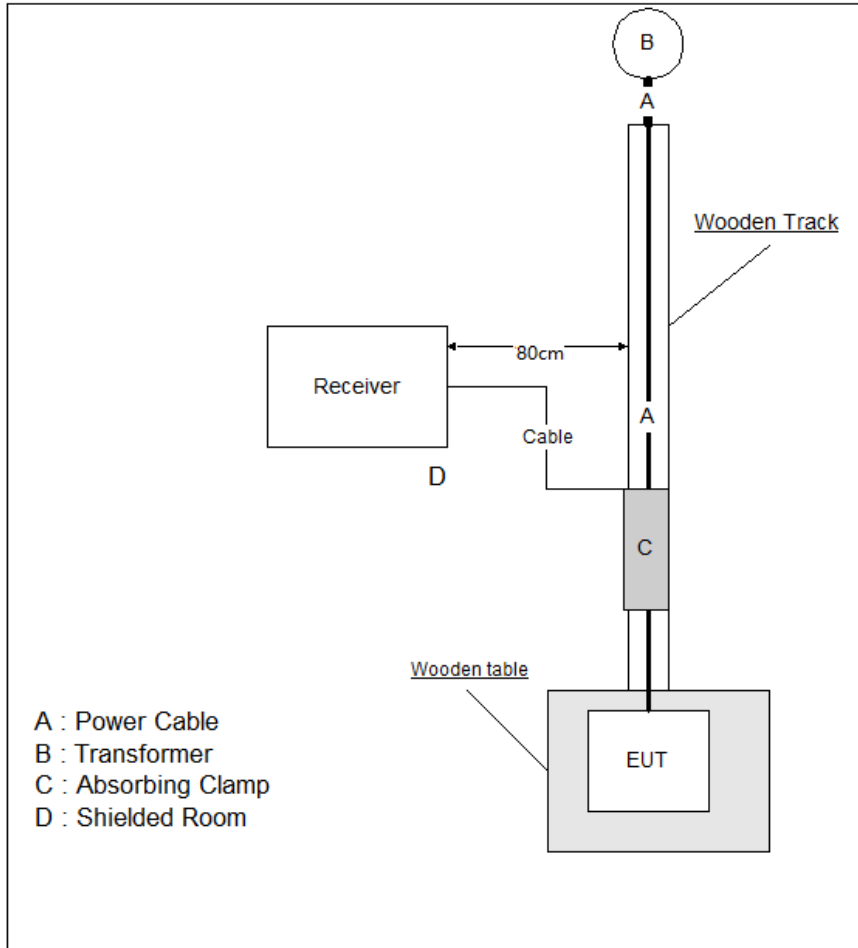 B
A
Wooden Track
80cm
Receiver
A
Cable
D
C
Wooden table
EUT
A : Power Cable
B : Transformer
C : Absorbing Clamp
D : Shielded Room